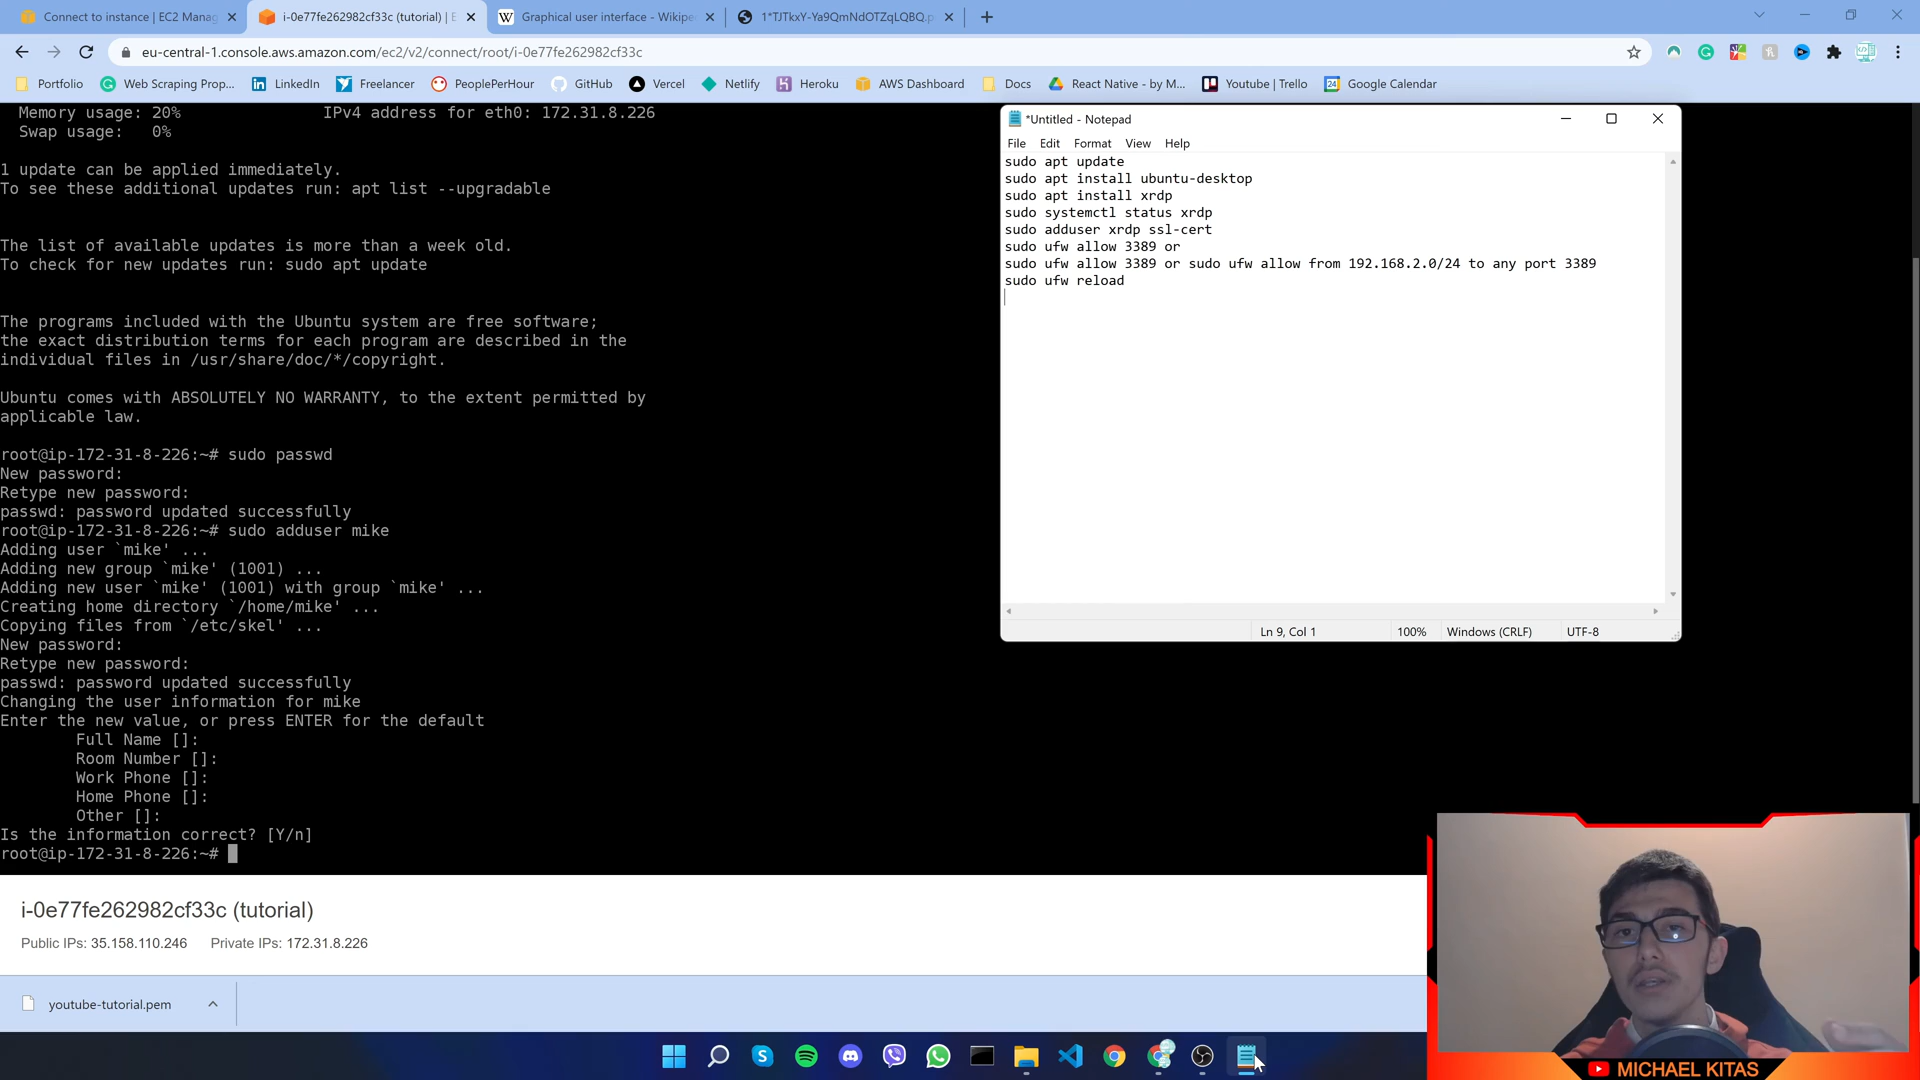 Connect to instance | EC2 Manag
i-0e77fe262982cf33c (tutorial) | E
Graphical user interface - Wikipe
1*TJTkxY-Ya9QmNdOTZqLQBQ.p
eu-central-1.console.aws.amazon.com/ec2/v2/connect/root/i-0e77fe262982cf33c
Portfolio
Web Scraping Prop...
LinkedIn
Freelancer
PeoplePerHour
GitHub
Vercel
Netlify
Heroku
AWS Dashboard
Docs
React Native - by M...
Youtube | Trello
Google Calendar
Memory usage: 20% IPv4 address for eth0: 172.31.8.226
Swap usage: 0%
1 update can be applied immediately.
To see these additional updates run: apt list --upgradable
The list of available updates is more than a week old.
To check for new updates run: sudo apt update
The programs included with the Ubuntu system are free software;
the exact distribution terms for each program are described in the
individual files in /usr/share/doc/*/copyright.
Ubuntu comes with ABSOLUTELY NO WARRANTY, to the extent permitted by
applicable law.
root@ip-172-31-8-226:~# sudo passwd
New password:
Retype new password:
passwd: password updated successfully
root@ip-172-31-8-226:~# sudo adduser mike
Adding user `mike' ...
Adding new group `mike' (1001) ...
Adding new user `mike' (1001) with group `mike' ...
Creating home directory `/home/mike' ...
Copying files from `/etc/skel' ...
New password:
Retype new password:
passwd: password updated successfully
Changing the user information for mike
Enter the new value, or press ENTER for the default
Full Name []:
Room Number []:
Work Phone []:
Home Phone []:
Other []:
Is the information correct? [Y/n]
root@ip-172-31-8-226:~#
*Untitled - Notepad
File Edit Format View Help
sudo apt update
sudo apt install ubuntu-desktop
sudo apt install xrdp
sudo systemctl status xrdp
sudo adduser xrdp ssl-cert
sudo ufw allow 3389 or
sudo ufw allow 3389 or sudo ufw allow from 192.168.2.0/24 to any port 3389
sudo ufw reload
Ln 9, Col 1
100%
Windows (CRLF)
UTF-8
i-0e77fe262982cf33c (tutorial)
Public IPs: 35.158.110.246 Private IPs: 172.31.8.226
youtube-tutorial.pem
MICHAEL KITAS